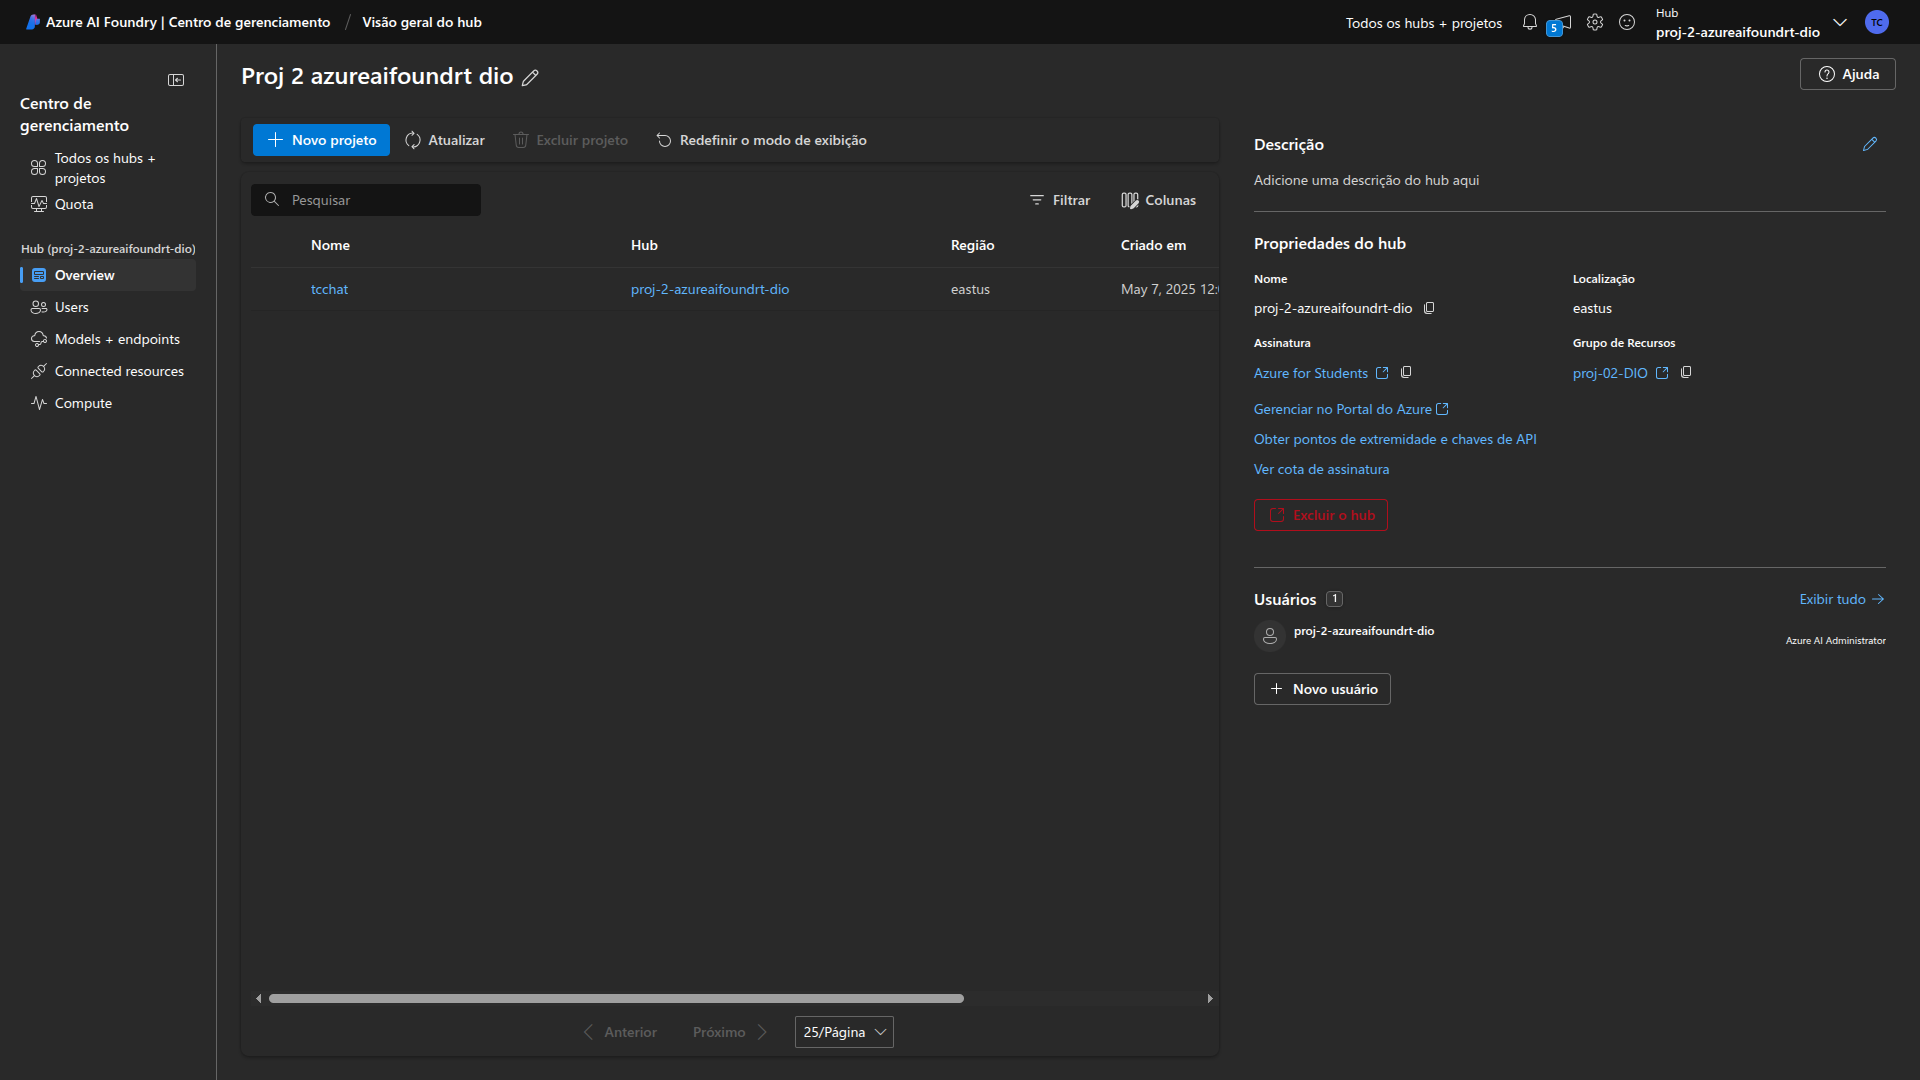 Azure AI Foundry | Centro de gerenciamento / Visão geral do hub
Todos os hubs + projetos
5
Hub
proj-2-azureaifoundrt-dio
TC
Centro de
gerenciamento
Todos os hubs +
projetos
Quota
Hub (proj-2-azureaifoundrt-dio)
Overview
Users
Models + endpoints
Connected resources
Compute
Proj 2 azureaifoundrt dio
Ajuda
Novo projeto
Atualizar
Excluir projeto
Redefinir o modo de exibição
Pesquisar
Filtrar
Colunas
Nome
Hub
Região
Criado em
tcchat
proj-2-azureaifoundrt-dio
eastus
May 7, 2025 12:
Anterior
Próximo
25/Página
Descrição
Adicione uma descrição do hub aqui
Propriedades do hub
Nome
Localização
proj-2-azureaifoundrt-dio
eastus
Assinatura
Grupo de Recursos
Azure for Students
proj-02-DIO
Gerenciar no Portal do Azure
Obter pontos de extremidade e chaves de API
Ver cota de assinatura
Excluir o hub
Usuários 1
Exibir tudo
proj-2-azureaifoundrt-dio
Azure AI Administrator
Novo usuário